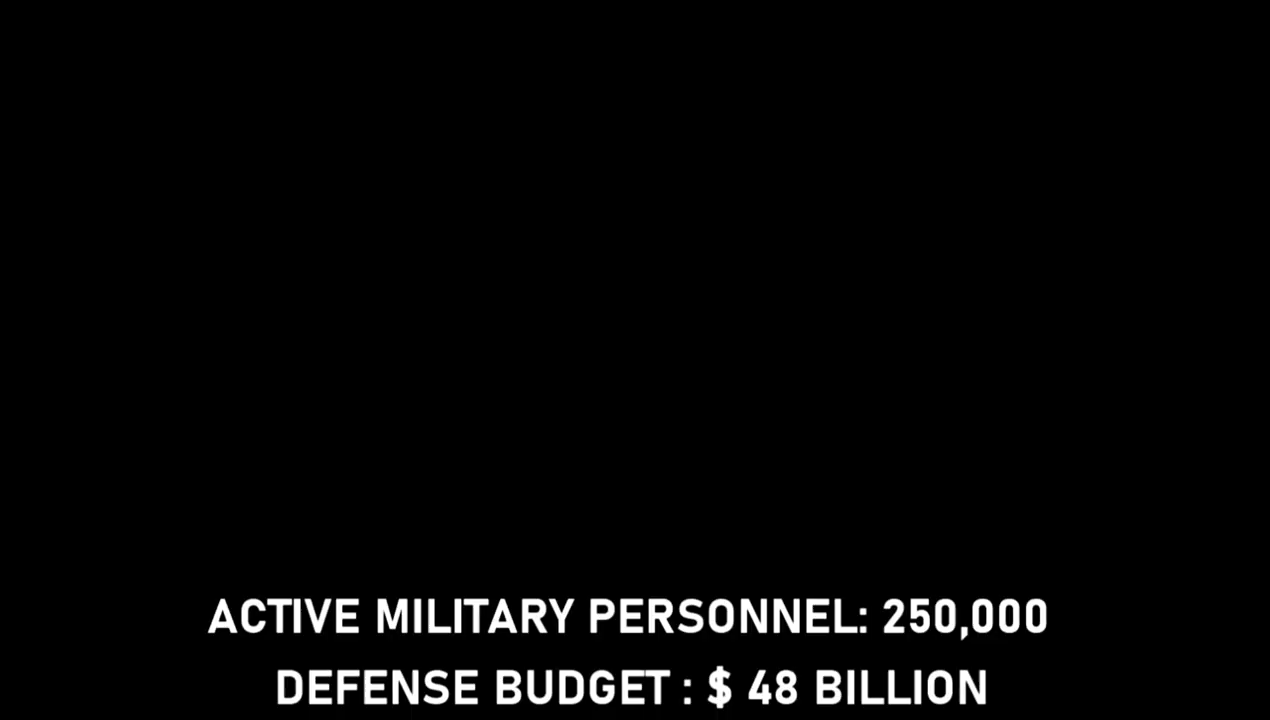 ACTIVE MILITARY PERSONNEL: 250,000
DEFENSE BUDGET : $ 48 BILLION